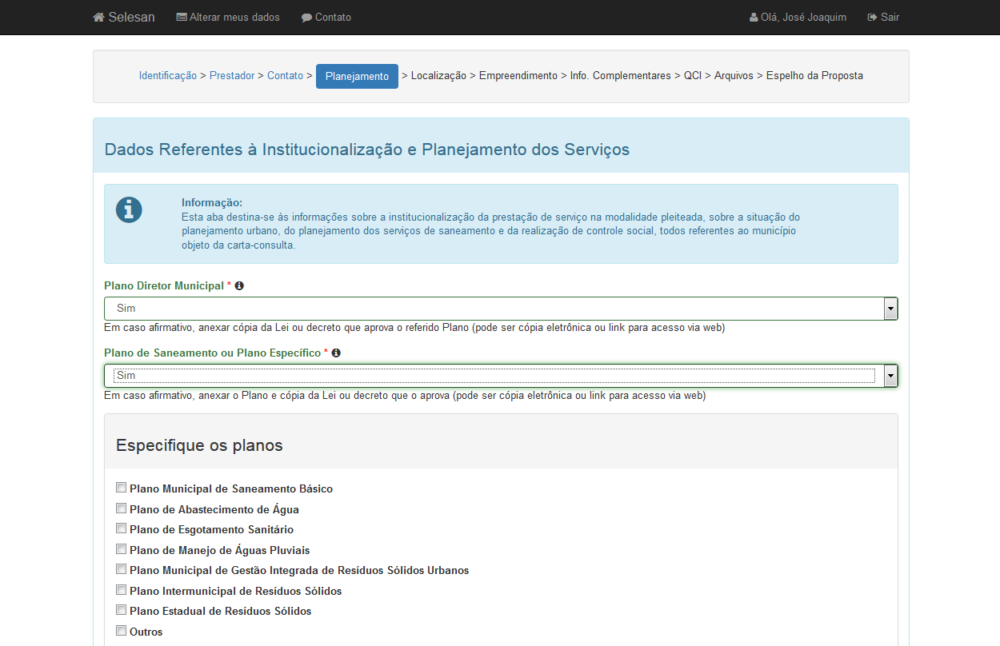 Selesan Alterar meus dados Contato Olá, José Joaquim Sair
Identificação > Prestador > Contato > Planejamento > Localização > Empreendimento > Info. Complementares > QCI > Arquivos > Espelho da Proposta
Dados Referentes à Institucionalização e Planejamento dos Serviços
Informação:
Esta aba destina-se às informações sobre a institucionalização da prestação de serviço na modalidade pleiteada, sobre a situação do
planejamento urbano, do planejamento dos serviços de saneamento e da realização de controle social, todos referentes ao município
objeto da carta-consulta.
Plano Diretor Municipal *
Sim
Em caso afirmativo, anexar cópia da Lei ou decreto que aprova o referido Plano (pode ser cópia eletrônica ou link para acesso via web)
Plano de Saneamento ou Plano Específico *
Sim
Em caso afirmativo, anexar o Plano e cópia da Lei ou decreto que o aprova (pode ser cópia eletrônica ou link para acesso via web)
Especifique os planos
Plano Municipal de Saneamento Básico
Plano de Abastecimento de Água
Plano de Esgotamento Sanitário
Plano de Manejo de Águas Pluviais
Plano Municipal de Gestão Integrada de Resíduos Sólidos Urbanos
Plano Intermunicipal de Resíduos Sólidos
Plano Estadual de Resíduos Sólidos
Outros